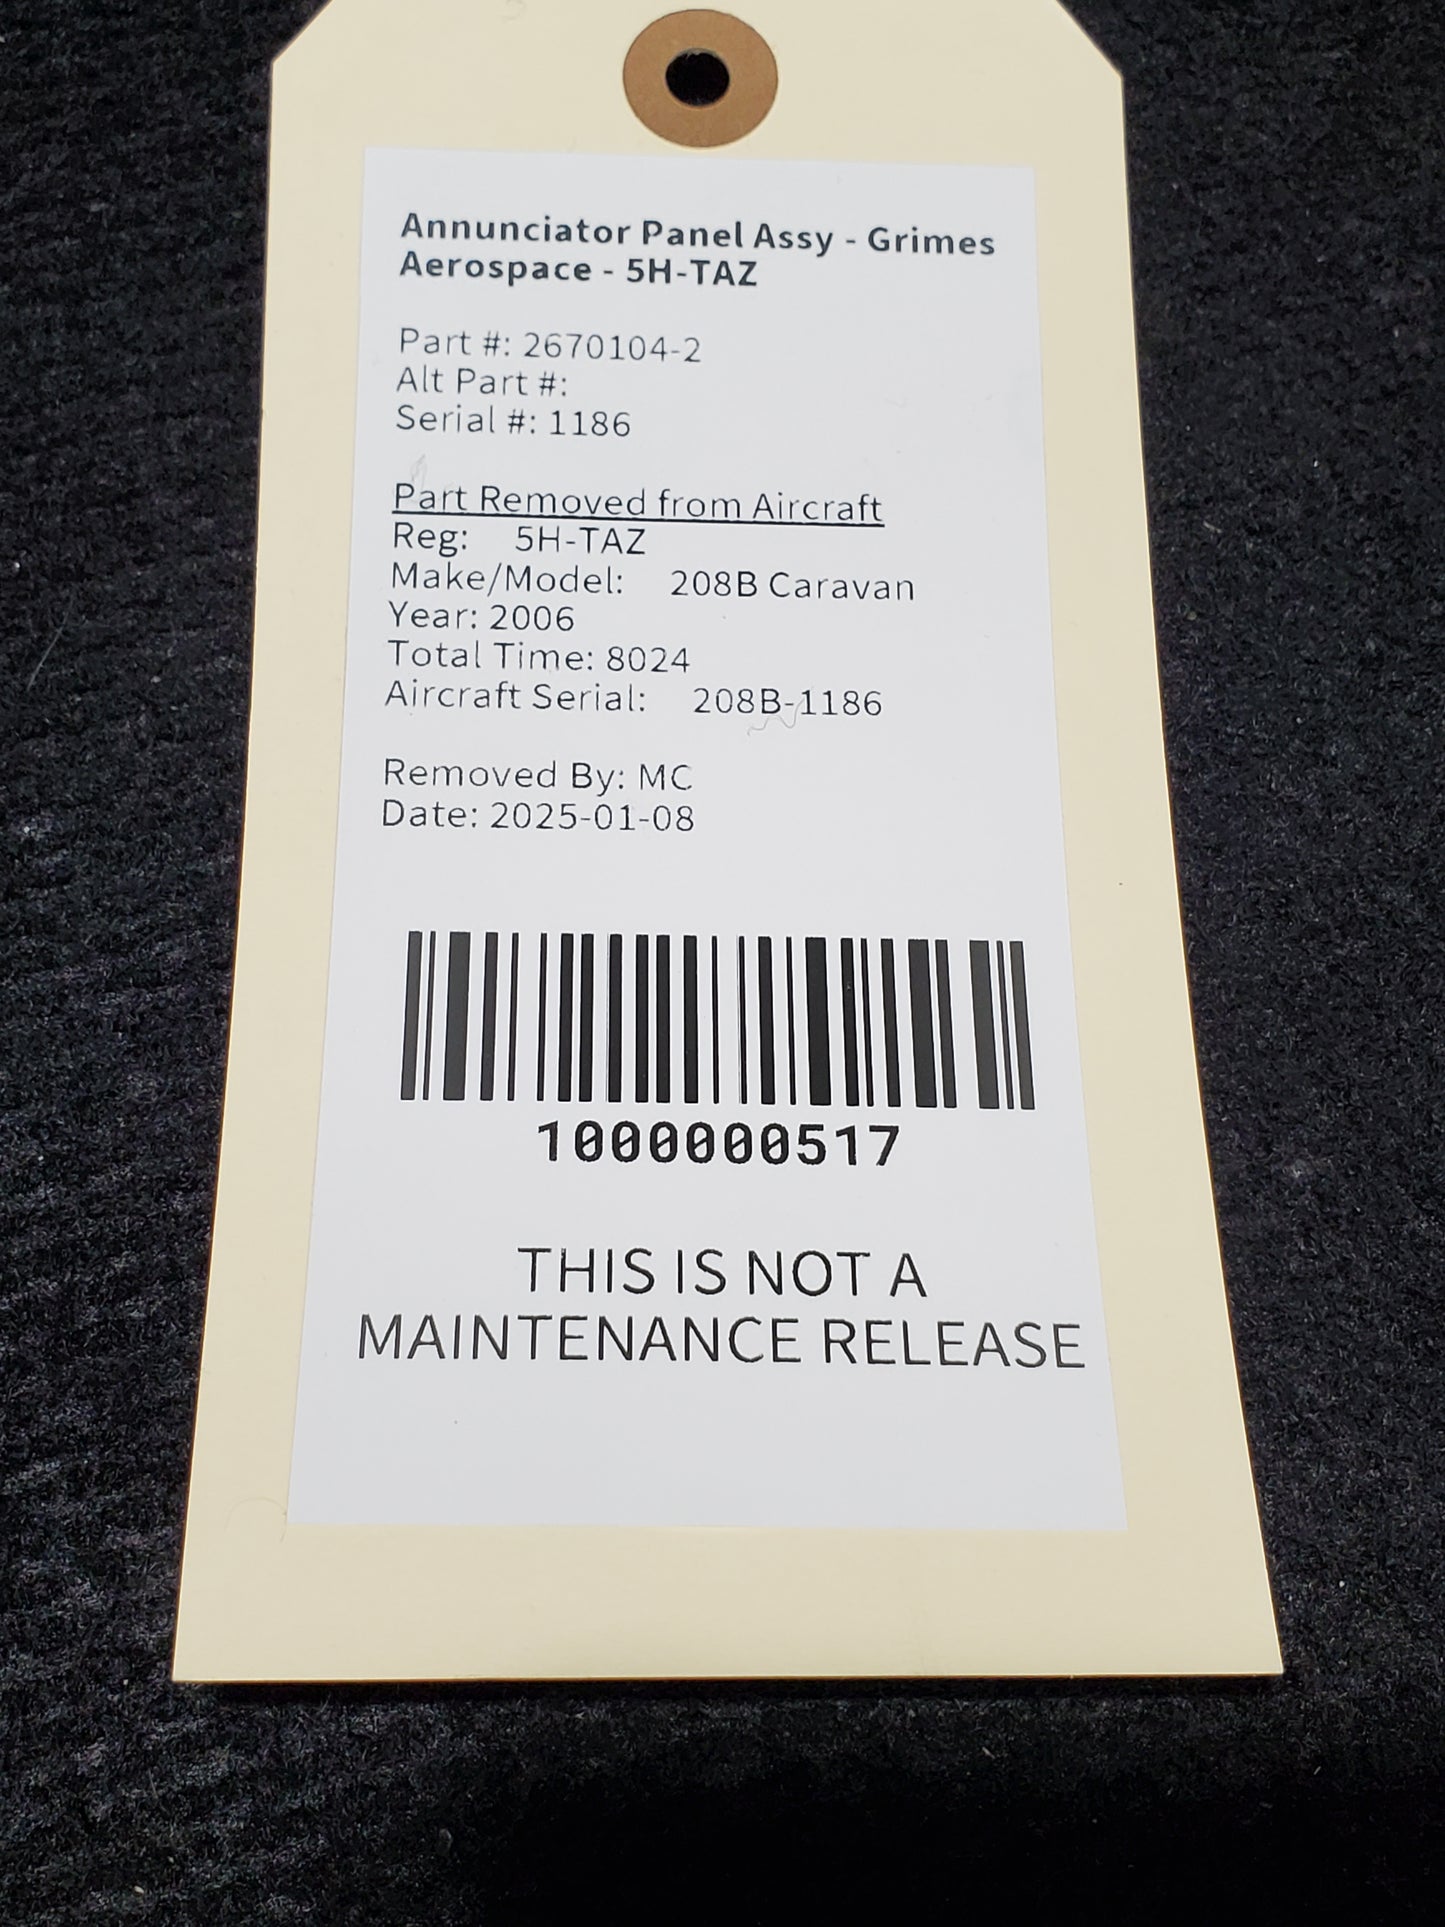 Annunciator Panel Assy - Grimes
Aerospace - 5H-TAZ
Part #: 2670104-2
Alt Part #:
Serial #: 1186
Part Removed from Aircraft
Reg: 5H-TAZ
Make/Model: 208B Caravan
Year: 2006
Total Time: 8024
Aircraft Serial: 208B-1186
Removed By: MC
Date: 2025-01-08
1000000517
THIS IS NOT A
MAINTENANCE RELEASE